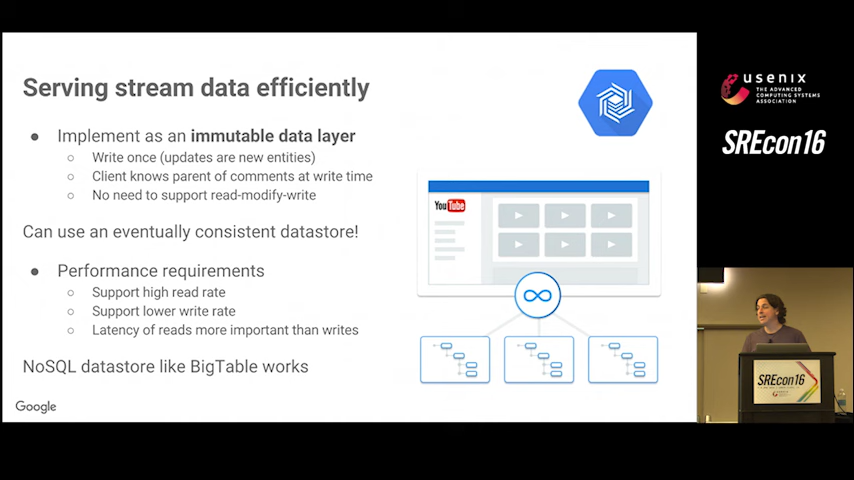 Serving stream data efficiently
● Implement as an immutable data layer
○ Write once (updates are new entities)
○ Client knows parent of comments at write time
○ No need to support read-modify-write
Can use an eventually consistent datastore!
● Performance requirements
○ Support high read rate
○ Support lower write rate
○ Latency of reads more important than writes
NoSQL datastore like BigTable works
Google
YouTube
usenix
THE ADVANCED
COMPUTING SYSTEMS
ASSOCIATION
SREcon16
SREcon16